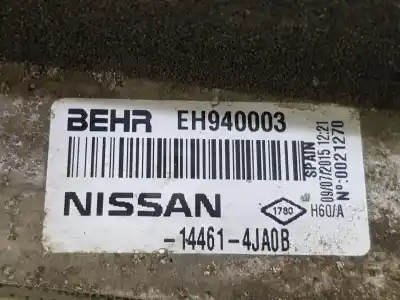 BEHR EH940003
NISSAN
1780 H60/A
-14461-4JA0B
SPAIN
09/07/2015 12:21
Nº:0021270